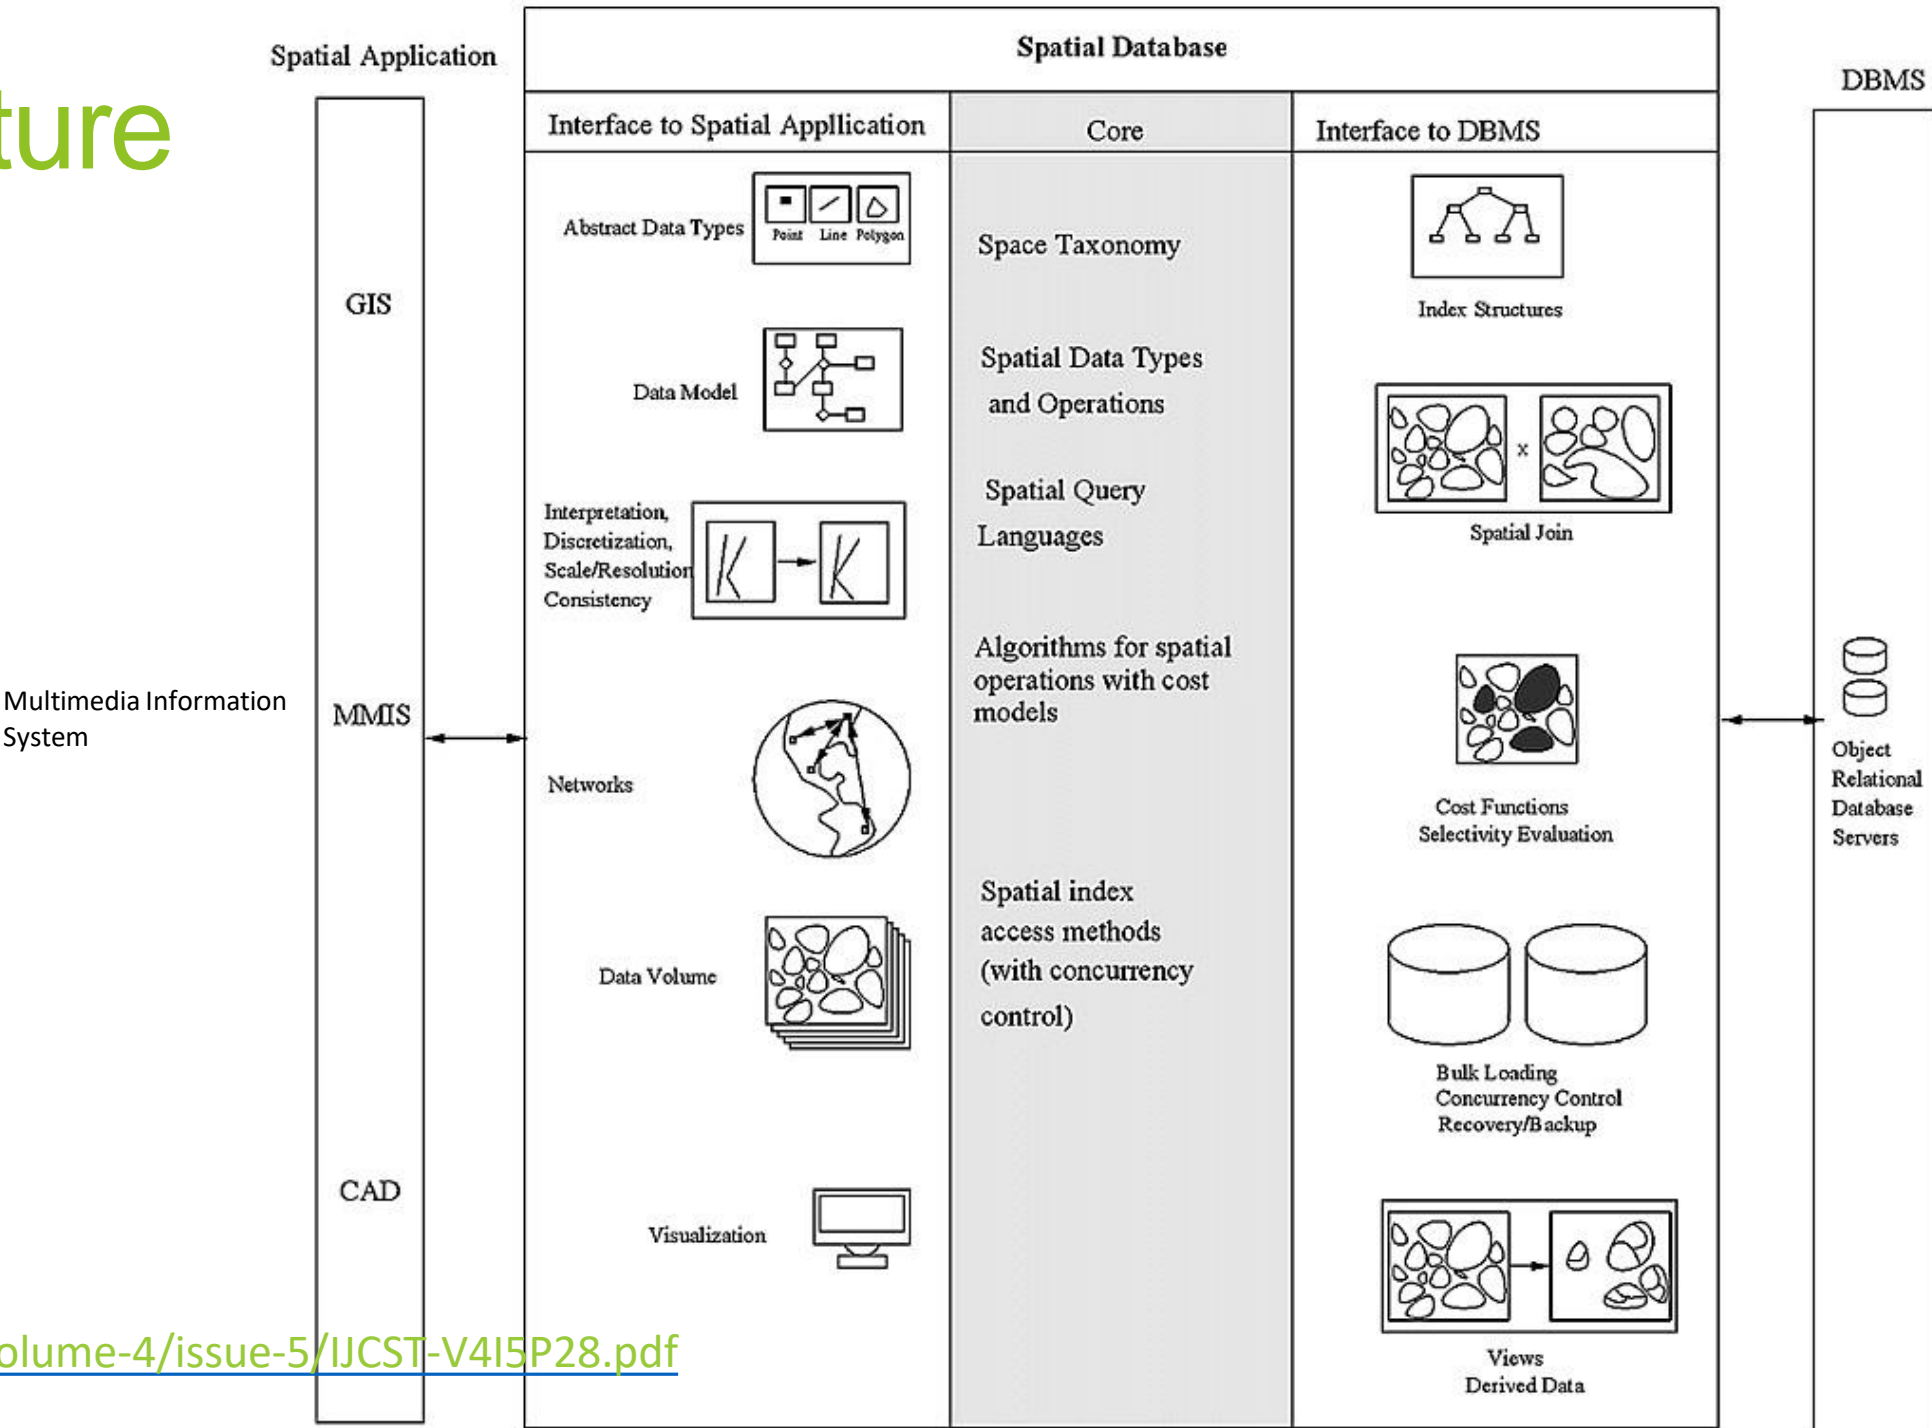 ture
Spatial Application
Spatial Database
DBMS
Interface to Spatial Appllication
Core
Interface to DBMS
GIS
MMIS
CAD
Multimedia Information
System
Abstract Data Types
Point Line Polygon
Data Model
Interpretation,
Discretization,
Scale/Resolution
Consistency
Networks
Data Volume
Visualization
Space Taxonomy
Spatial Data Types
and Operations
Spatial Query
Languages
Algorithms for spatial
operations with cost
models
Spatial index
access methods
(with concurrency
control)
Index Structures
x
Spatial Join
Cost Functions
Selectivity Evaluation
Bulk Loading
Concurrency Control
Recovery/Backup
Views
Derived Data
Object
Relational
Database
Servers
olume-4/issue-5/IJCST-V4I5P28.pdf